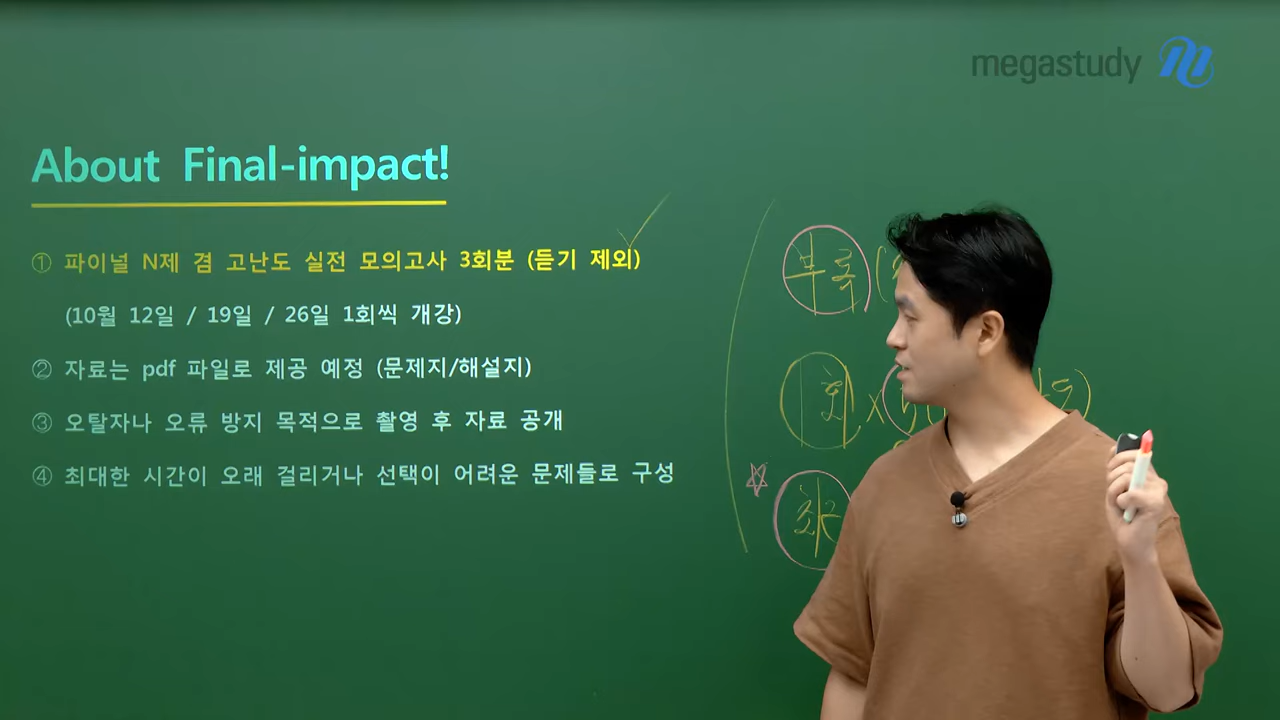 megastudy
About Final-impact!
① 파이널 N제 겸 고난도 실전 모의고사 3회분 (듣기 제외)
(10월 12일 / 19일 / 26일 1회씩 개강)
② 자료는 pdf 파일로 제공 예정 (문제지/해설지)
③ 오탈자나 오류 방지 목적으로 촬영 후 자료 공개
④ 최대한 시간이 오래 걸리거나 선택이 어려운 문제들로 구성
부록 (
1회 x